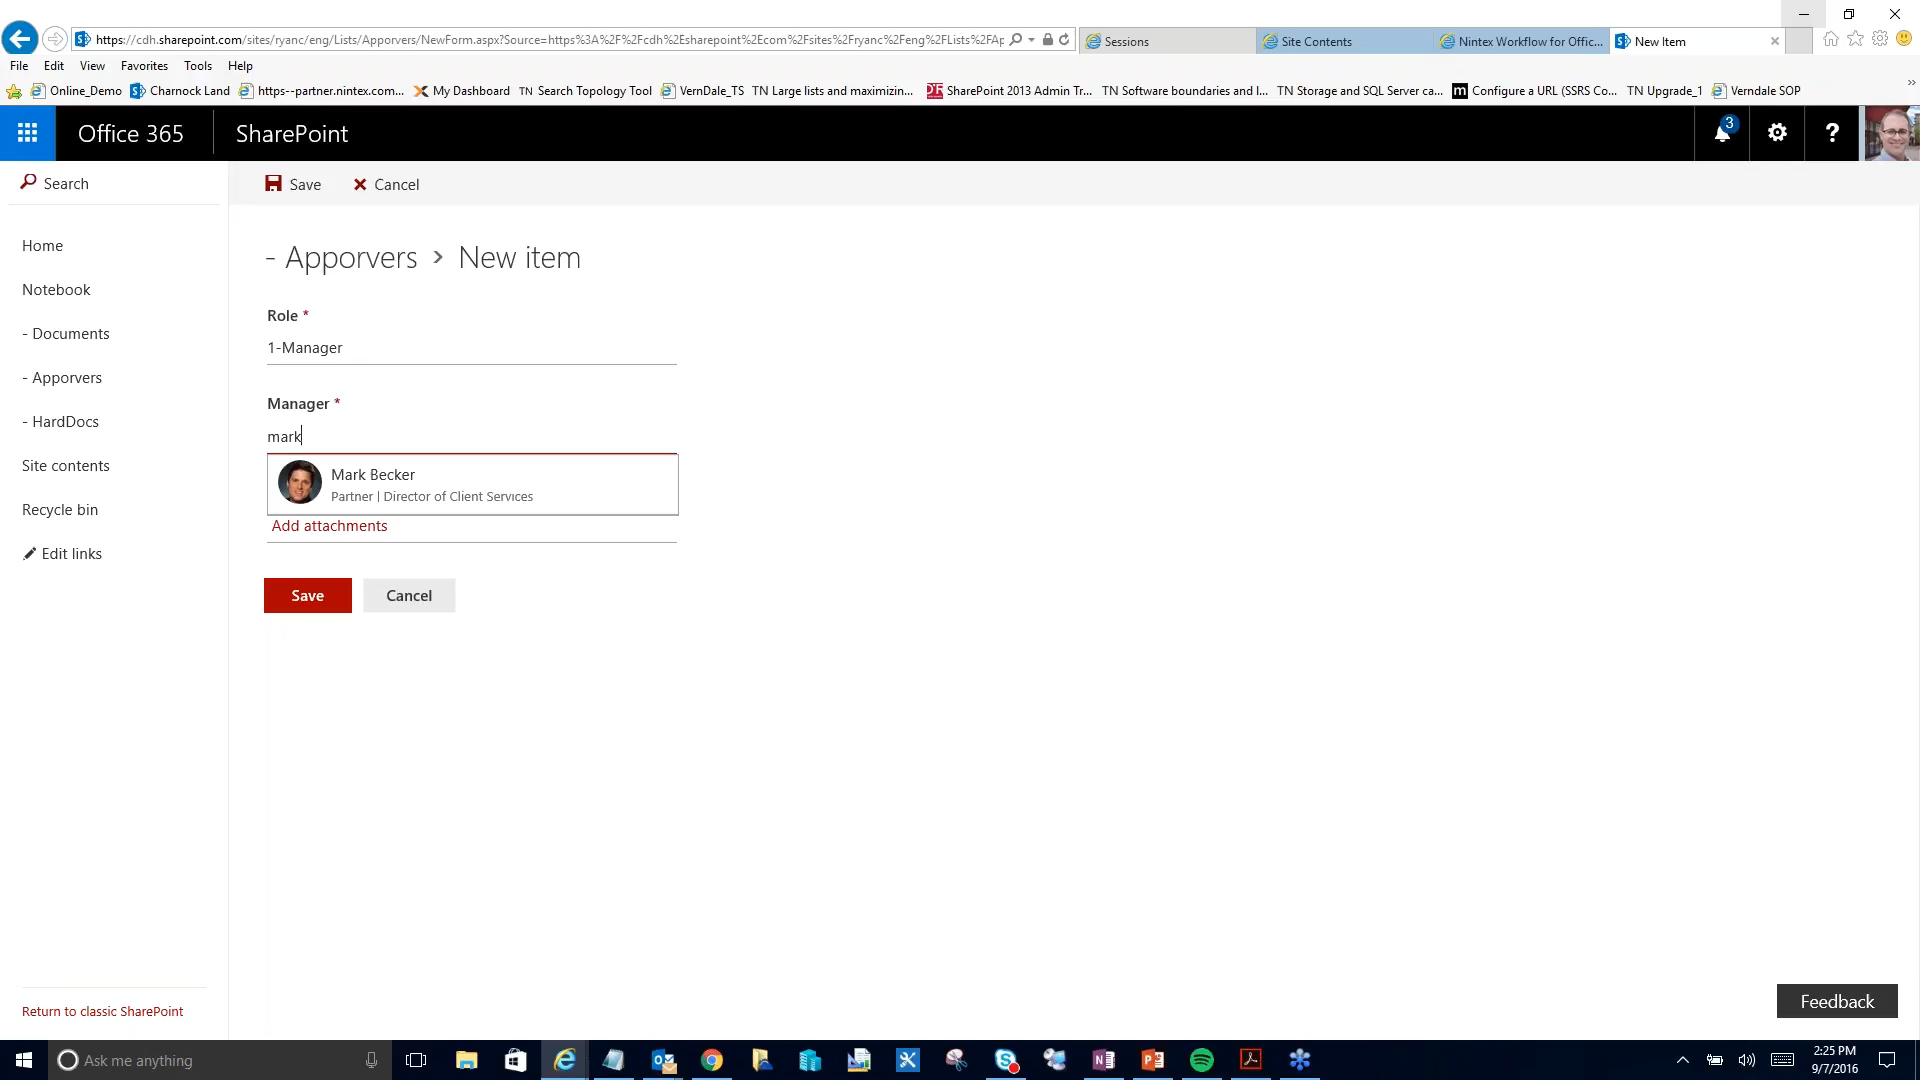 https://cdh.sharepoint.com/sites/ryanc/eng/Lists/Apporvers/NewForm.aspx?Source=https%3A%2F%2Fcdh%2Esharepoint%2Ecom%2Fsites%2Fryanc%2Feng%2FLists%2FAp
Sessions
Site Contents
Nintex Workflow for Offic...
New Item
File Edit View Favorites Tools Help
Online_Demo
Charnock Land
https--partner.nintex.com...
My Dashboard
TN Search Topology Tool
VernDale_TS
TN Large lists and maximizin...
SharePoint 2013 Admin Tr...
TN Software boundaries and l...
TN Storage and SQL Server ca...
m Configure a URL (SSRS Co...
TN Upgrade_1
Verndale SOP
Office 365
SharePoint
3
?
Search
Save
Cancel
Home
Notebook
- Documents
- Apporvers
- HardDocs
Site contents
Recycle bin
Edit links
- Apporvers > New item
Role *
1-Manager
Manager *
mark
Mark Becker
Partner | Director of Client Services
Add attachments
Save
Cancel
Return to classic SharePoint
Feedback
Ask me anything
2:25 PM
9/7/2016